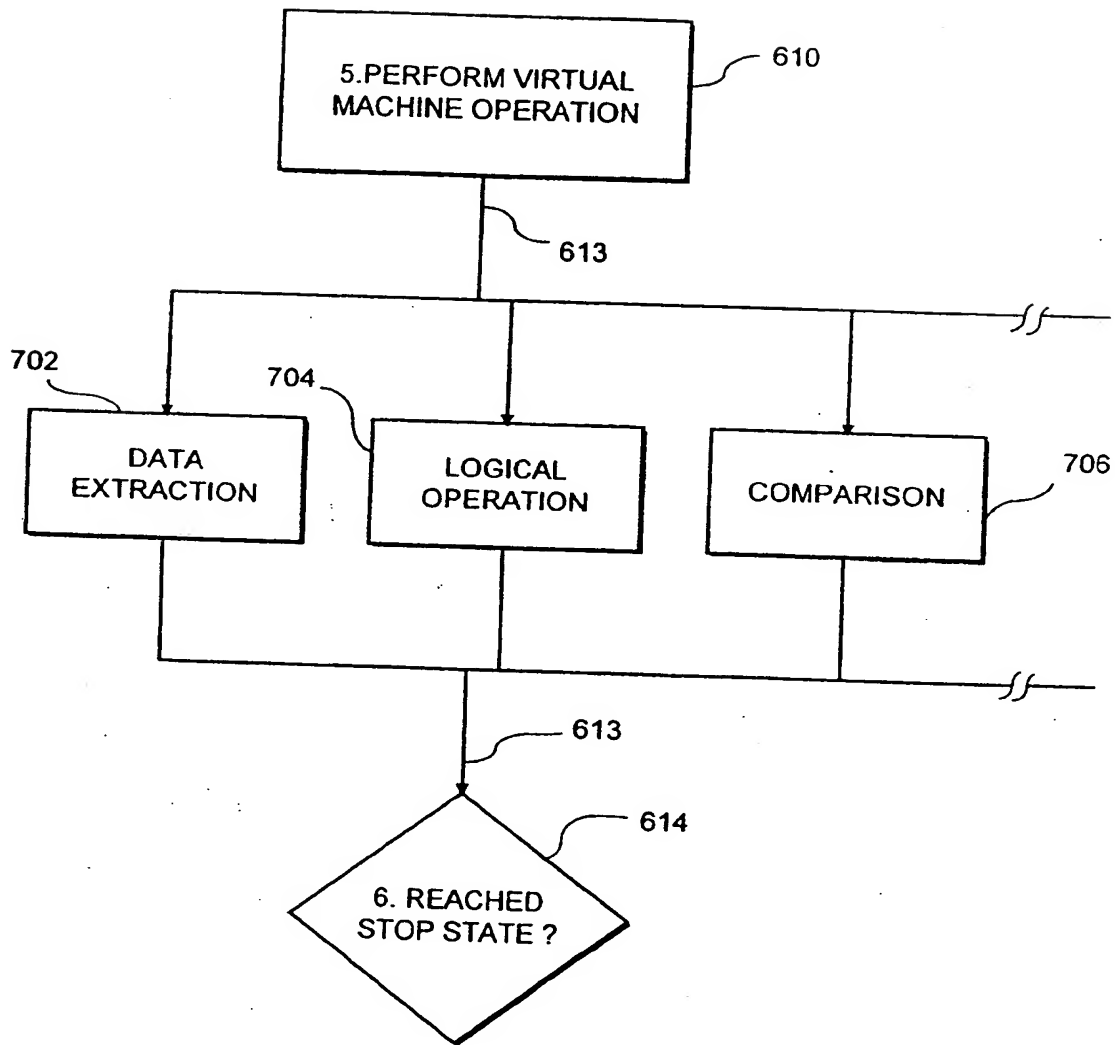 5.PERFORM VIRTUAL
MACHINE OPERATION
610
613
702
704
DATA
EXTRACTION
LOGICAL
OPERATION
COMPARISON
706
613
614
6. REACHED
STOP STATE ?